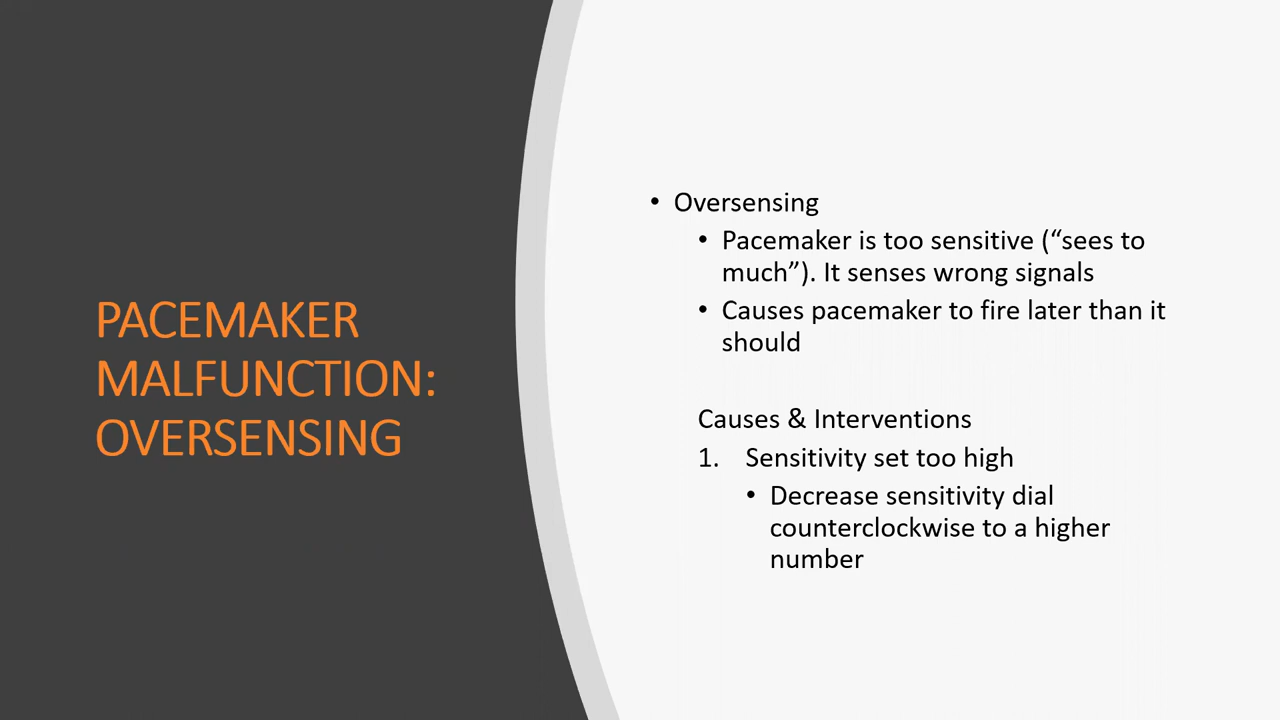 PACEMAKER
MALFUNCTION:
OVERSENSING
• Oversensing
• Pacemaker is too sensitive (“sees to
much”). It senses wrong signals
• Causes pacemaker to fire later than it
should
Causes & Interventions
1. Sensitivity set too high
• Decrease sensitivity dial
counterclockwise to a higher
number